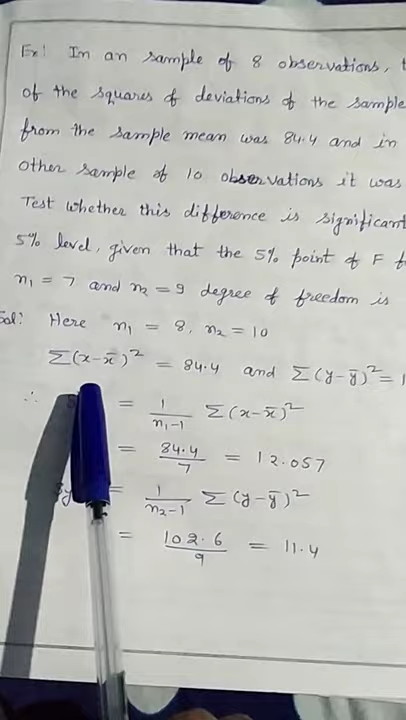 Ex! In an sample of 8 observations,
of the squares of deviations of the sample
from the sample mean was 84.4 and in
other sample of 10 observations it was
Test whether this difference is significant
5% level, given that the 5% point of F
n₁ = 7 and n₂ = 9 degree of freedom is
Sol: Here n₁ = 8, n₂ = 10
Σ(x-x̄)² = 84.4 and Σ(y-ȳ)² = 1
∴ = 1/(n₁-1) Σ(x-x̄)²
= 84.4/7 = 12.057
= 1/(n₂-1) Σ(y-ȳ)²
= 102.6/9 = 11.4